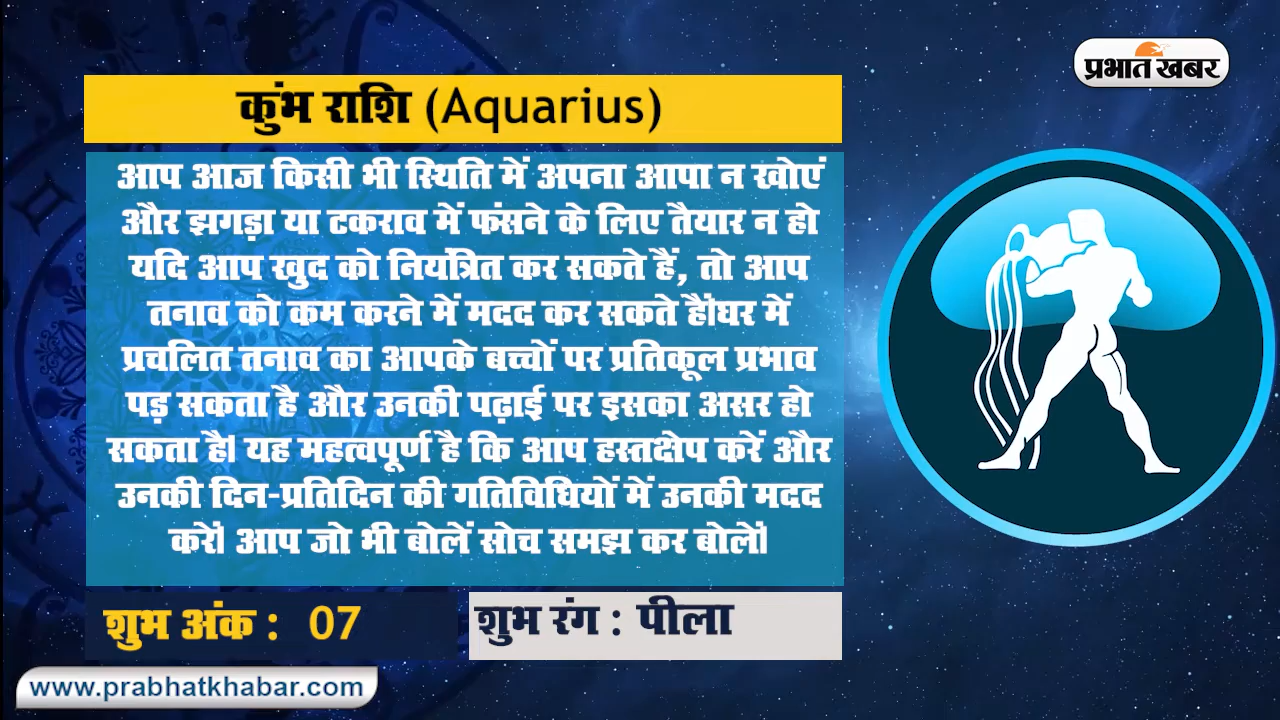 प्रभात खबर
कुंभ राशि (Aquarius)
आप आज किसी भी स्थिति में अपना आपा न खोएं
और झगड़ा या टकराव में फंसने के लिए तैयार न हो
यदि आप खुद को नियंत्रित कर सकते हैं, तो आप
तनाव को कम करने में मदद कर सकते हैं।घर में
प्रचलित तनाव का आपके बच्चों पर प्रतिकूल प्रभाव
पड़ सकता है और उनकी पढ़ाई पर इसका असर हो
सकता है। यह महत्वपूर्ण है कि आप हस्तक्षेप करें और
उनकी दिन-प्रतिदिन की गतिविधियों में उनकी मदद
करें। आप जो भी बोलें सोच समझ कर बोलें।
शुभ अंक : 07
शुभ रंग : पीला
www.prabhatkhabar.com